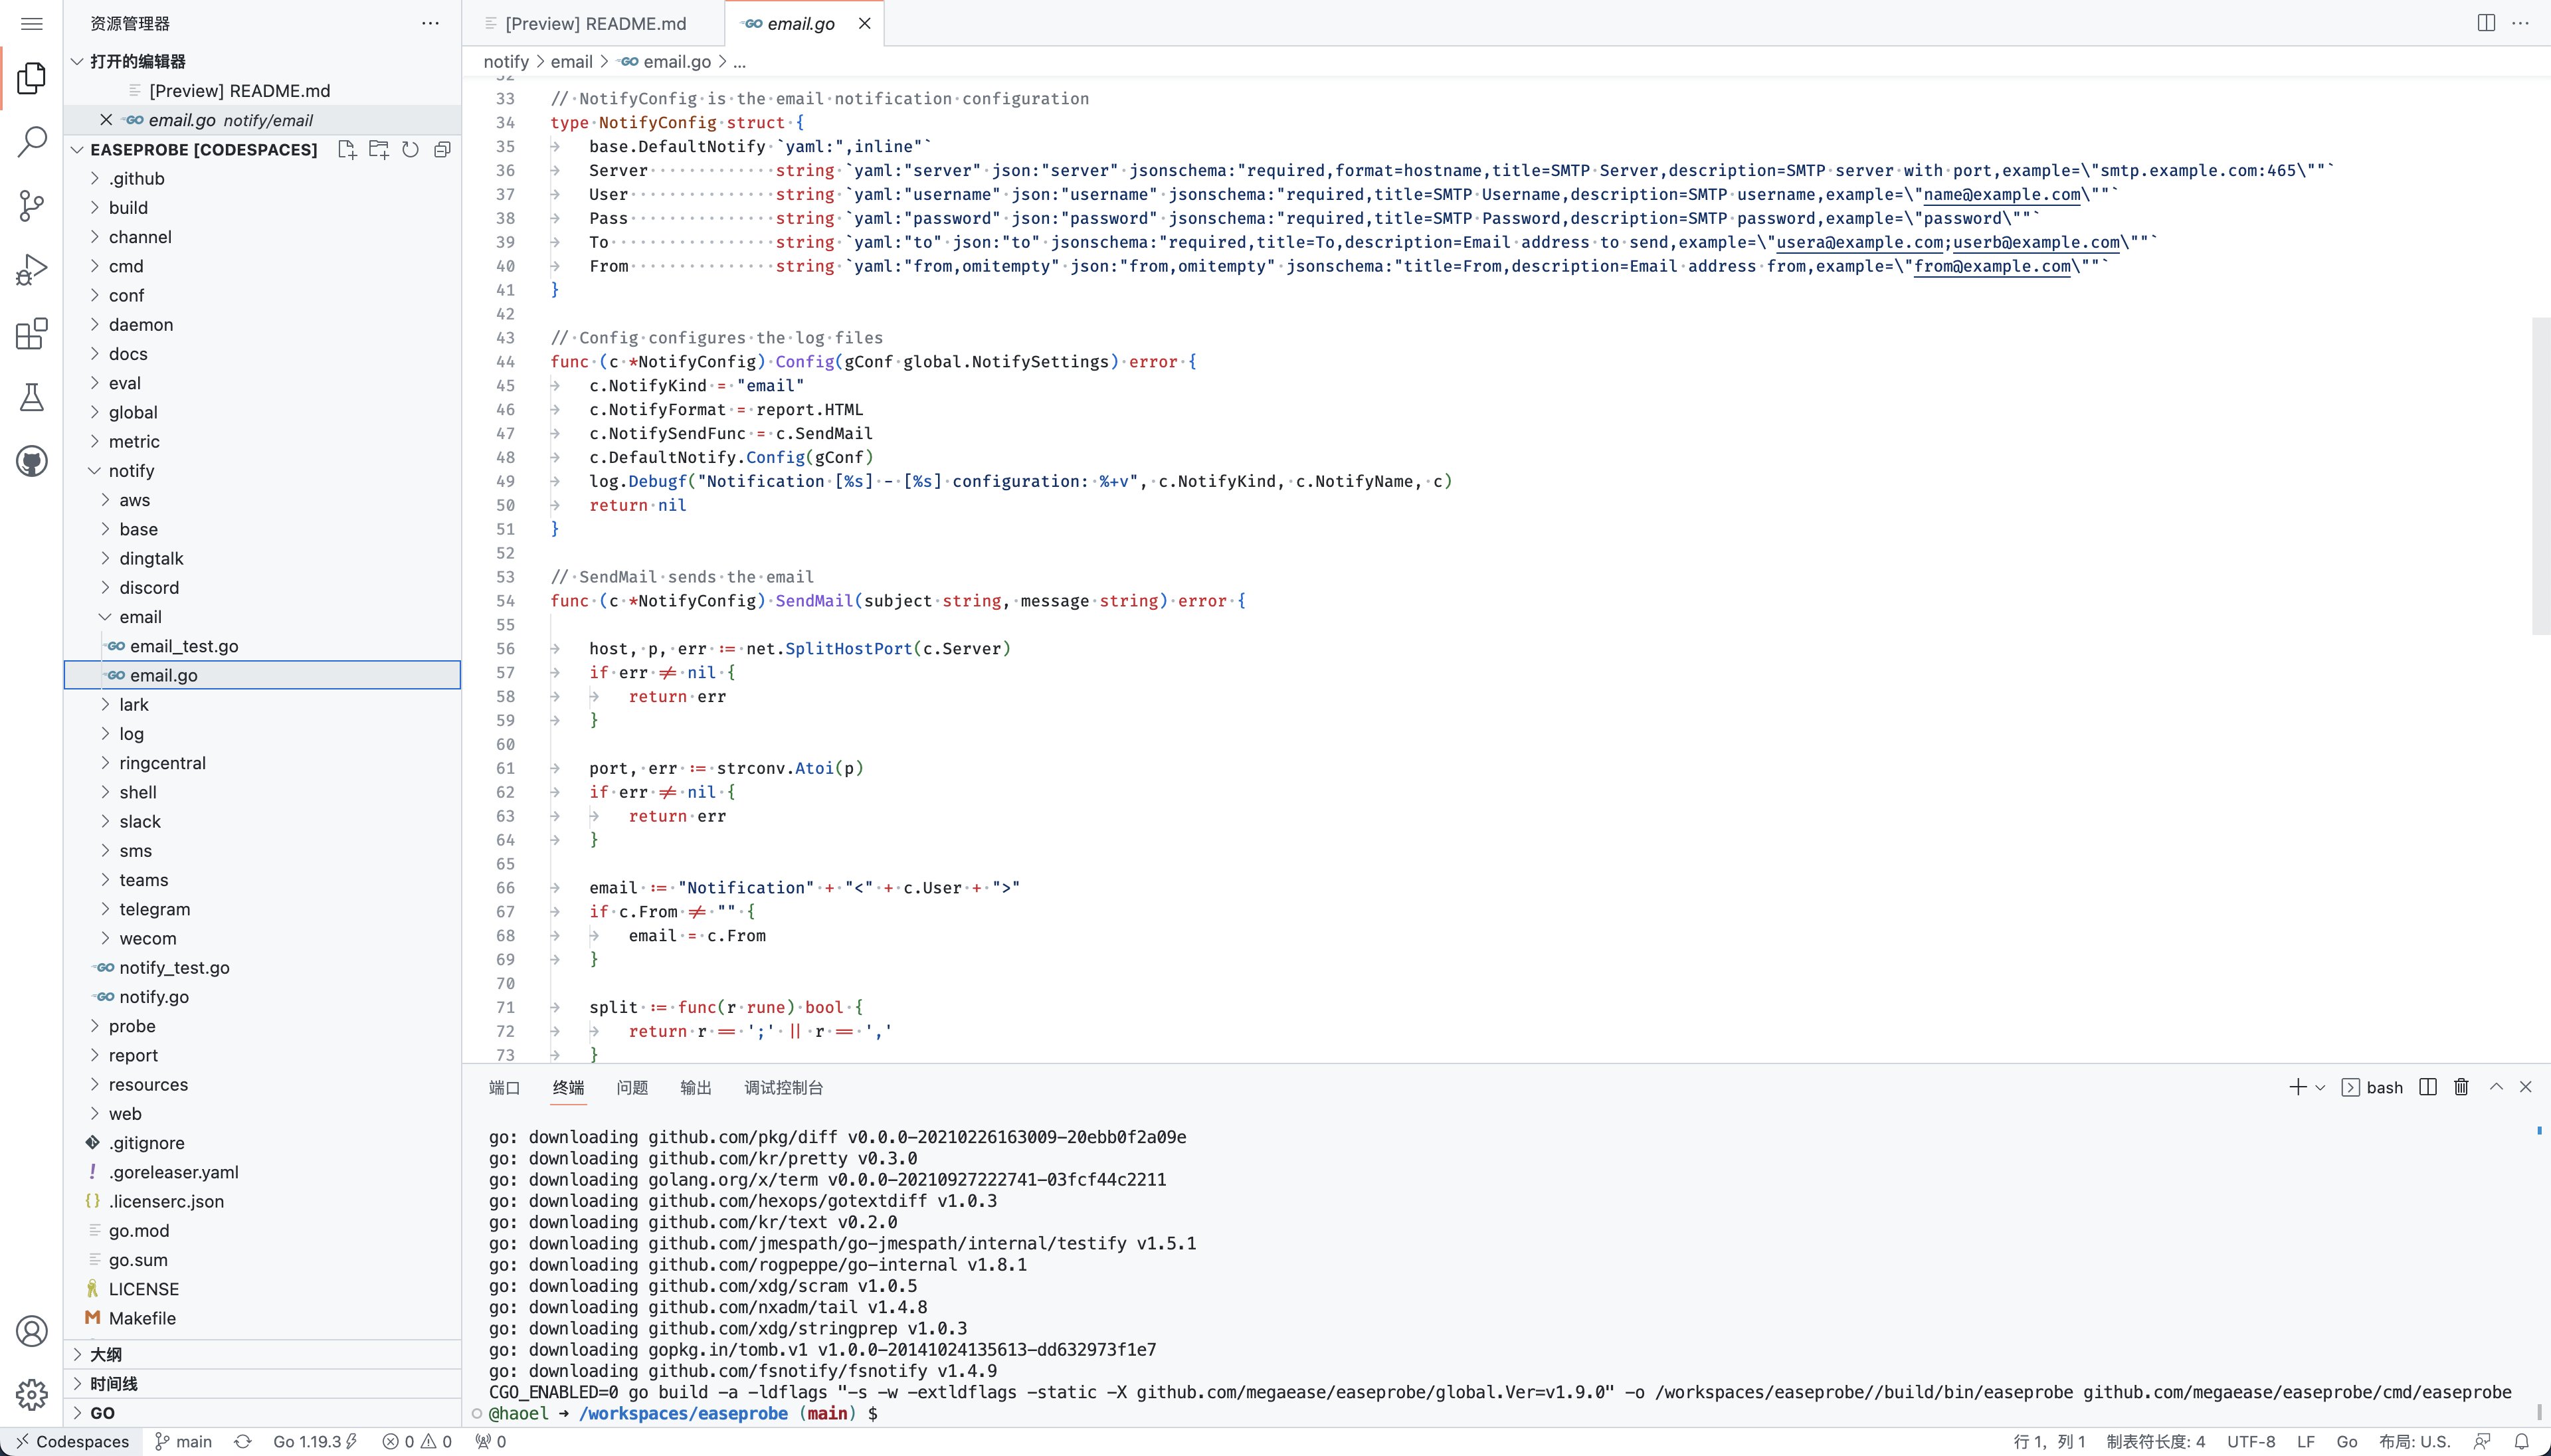 资源管理器
打开的编辑器
[Preview] README.md
email.go notify/email
EASEPROBE [CODESPACES]
.github
build
channel
cmd
conf
daemon
docs
eval
global
metric
notify
aws
base
dingtalk
discord
email
email_test.go
email.go
lark
log
ringcentral
shell
slack
sms
teams
telegram
wecom
notify_test.go
notify.go
probe
report
resources
web
.gitignore
.goreleaser.yaml
.licenserc.json
go.mod
go.sum
LICENSE
Makefile
大纲
时间线
GO
[Preview] README.md
email.go
notify > email > email.go > ...
32
33 // NotifyConfig is the email notification configuration
34 type NotifyConfig struct {
35 base.DefaultNotify `yaml:",inline"`
36 Server string `yaml:"server" json:"server" jsonschema:"required,format=hostname,title=SMTP Server,description=SMTP server with port,example=\"smtp.example.com:465\""`
37 User string `yaml:"username" json:"username" jsonschema:"required,title=SMTP Username,description=SMTP username,example=\"name@example.com\""`
38 Pass string `yaml:"password" json:"password" jsonschema:"required,title=SMTP Password,description=SMTP password,example=\"password\""`
39 To string `yaml:"to" json:"to" jsonschema:"required,title=To,description=Email address to send,example=\"usera@example.com;userb@example.com\""`
40 From string `yaml:"from,omitempty" json:"from,omitempty" jsonschema:"title=From,description=Email address from,example=\"from@example.com\""`
41 }
42
43 // Config configures the log files
44 func (c *NotifyConfig) Config(gConf global.NotifySettings) error {
45 c.NotifyKind = "email"
46 c.NotifyFormat = report.HTML
47 c.NotifySendFunc = c.SendMail
48 c.DefaultNotify.Config(gConf)
49 log.Debugf("Notification [%s] - [%s] configuration: %+v", c.NotifyKind, c.NotifyName, c)
50 return nil
51 }
52
53 // SendMail sends the email
54 func (c *NotifyConfig) SendMail(subject string, message string) error {
55
56 host, p, err := net.SplitHostPort(c.Server)
57 if err != nil {
58 return err
59 }
60
61 port, err := strconv.Atoi(p)
62 if err != nil {
63 return err
64 }
65
66 email := "Notification" + "<" + c.User + ">"
67 if c.From != "" {
68 email = c.From
69 }
70
71 split := func(r rune) bool {
72 return r == ';' || r == ','
73 }
端口 终端 问题 输出 调试控制台 bash
go: downloading github.com/pkg/diff v0.0.0-20210226163009-20ebb0f2a09e
go: downloading github.com/kr/pretty v0.3.0
go: downloading golang.org/x/term v0.0.0-20210927222741-03fcf44c2211
go: downloading github.com/hexops/gotextdiff v1.0.3
go: downloading github.com/kr/text v0.2.0
go: downloading github.com/jmespath/go-jmespath/internal/testify v1.5.1
go: downloading github.com/rogpeppe/go-internal v1.8.1
go: downloading github.com/xdg/scram v1.0.5
go: downloading github.com/nxadm/tail v1.4.8
go: downloading github.com/xdg/stringprep v1.0.3
go: downloading gopkg.in/tomb.v1 v1.0.0-20141024135613-dd632973f1e7
go: downloading github.com/fsnotify/fsnotify v1.4.9
CGO_ENABLED=0 go build -a -ldflags "-s -w -extldflags -static -X github.com/megaease/easeprobe/global.Ver=v1.9.0" -o /workspaces/easeprobe//build/bin/easeprobe github.com/megaease/easeprobe/cmd/easeprobe
@haoel → /workspaces/easeprobe (main) $
Codespaces main Go 1.19.3 0 0 0 行 1, 列 1 制表符长度: 4 UTF-8 LF Go 布局: U.S.